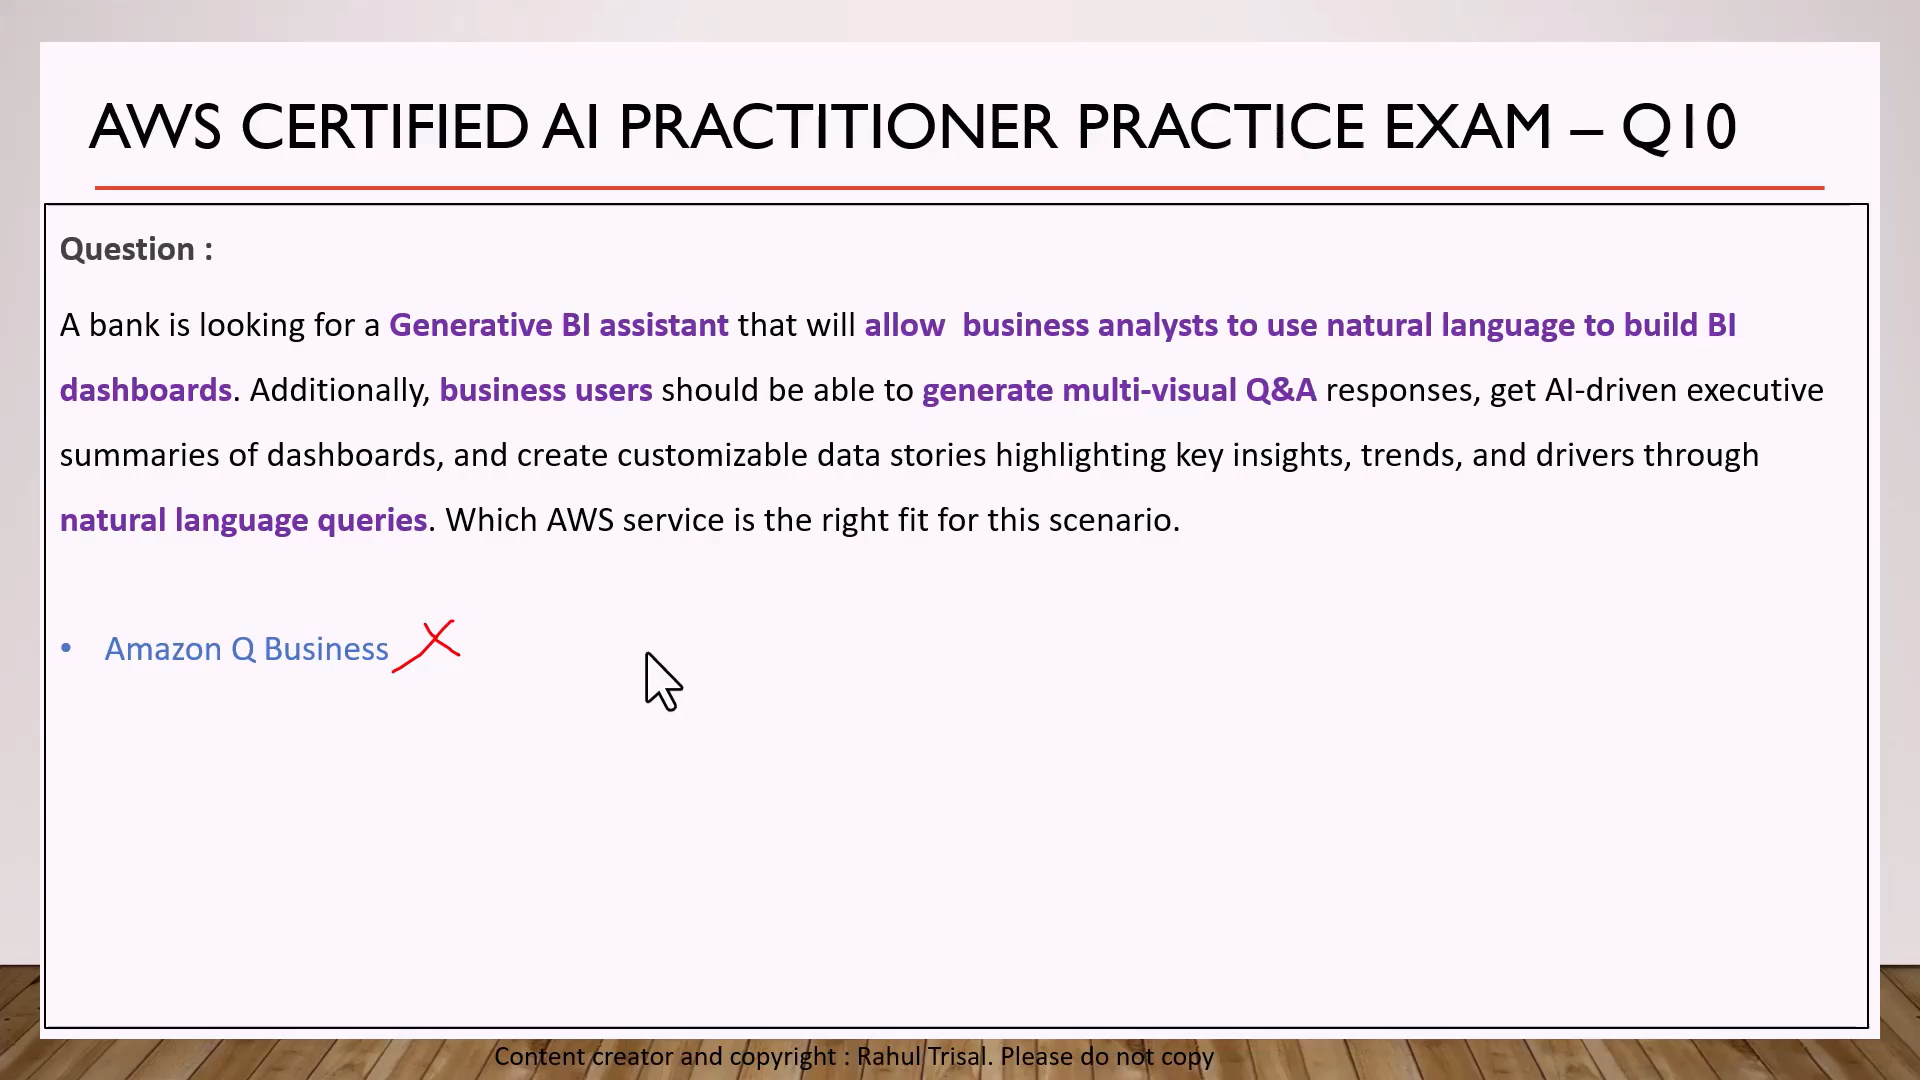 AWS CERTIFIED AI PRACTITIONER PRACTICE EXAM – Q10
Question :
A bank is looking for a Generative BI assistant that will allow  business analysts to use natural language to build BI
dashboards. Additionally, business users should be able to generate multi-visual Q&A responses, get AI-driven executive
summaries of dashboards, and create customizable data stories highlighting key insights, trends, and drivers through
natural language queries. Which AWS service is the right fit for this scenario.
• Amazon Q Business
Content creator and copyright : Rahul Trisal. Please do not copy